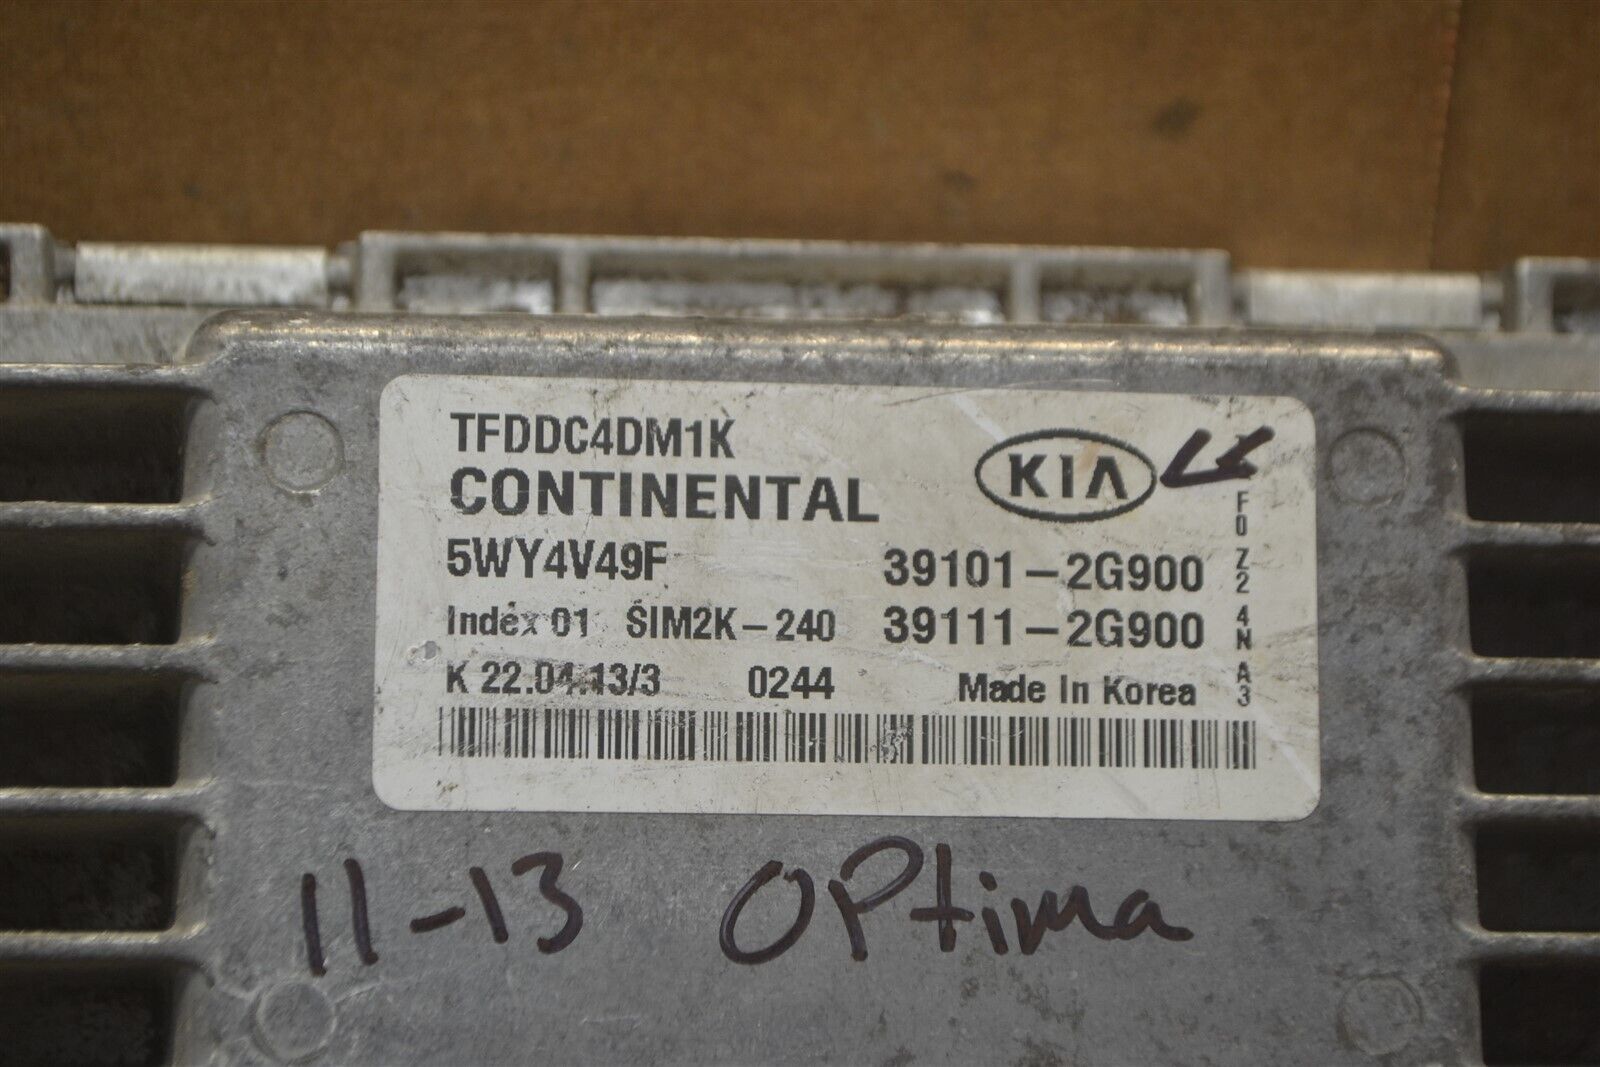 TFDDC4DM1K
CONTINENTAL
KIA
5WY4V49F 39101-2G900
Index 01 SIM2K-240 39111-2G900
K 22.04.13/3 0244 Made In Korea
F0 Z2 4N A3
11-13 OPtima